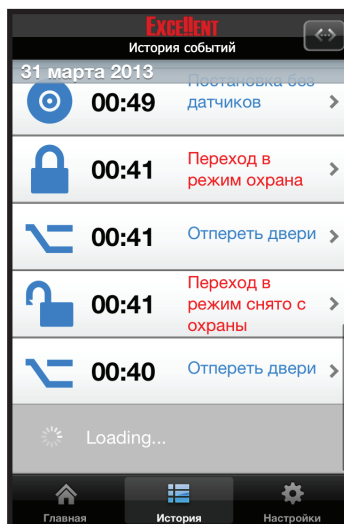 EXCELLENT
История событий
31 марта 2013
00:49
Постановка без
датчиков
00:41
Переход в
режим охрана
00:41
Отпереть двери
00:41
Переход в
режим снято с
охраны
00:40
Отпереть двери
Loading...
Главная
История
Настройки